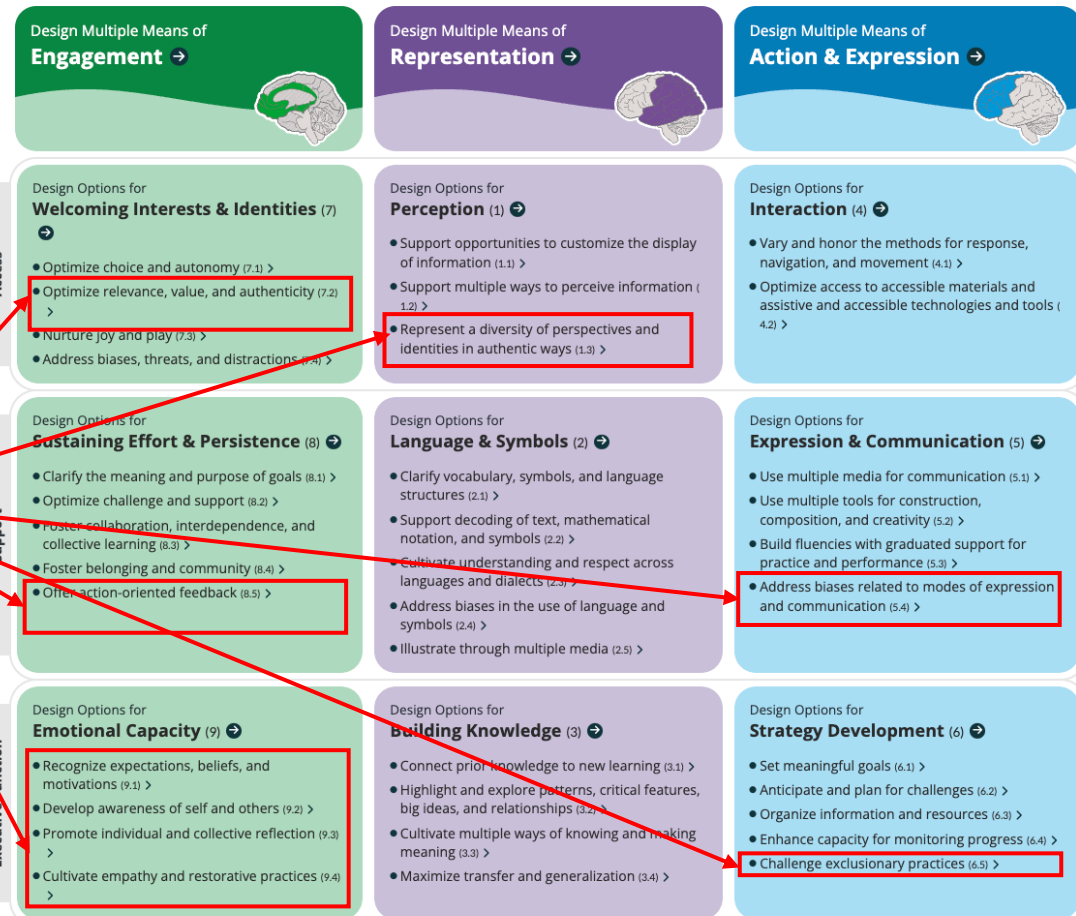 Design Multiple Means of
Engagement
Design Multiple Means of
Representation
Design Multiple Means of
Action & Expression
Design Options for
Welcoming Interests & Identities (7)
Optimize choice and autonomy (7.1) >
Optimize relevance, value, and authenticity (7.2)
>
Nurture joy and play (7.3) >
Address biases, threats, and distractions (7.4) >
Design Options for
Perception (1)
Support opportunities to customize the display
of information (1.1) >
Support multiple ways to perceive information (
1.2) >
Represent a diversity of perspectives and
identities in authentic ways (1.3) >
Design Options for
Interaction (4)
Vary and honor the methods for response,
navigation, and movement (4.1) >
Optimize access to accessible materials and
assistive and accessible technologies and tools (
4.2) >
Support
Design Options for
Sustaining Effort & Persistence (8)
Clarify the meaning and purpose of goals (8.1) >
Optimize challenge and support (8.2) >
Foster collaboration, interdependence, and
collective learning (8.3) >
Foster belonging and community (8.4) >
Offer action-oriented feedback (8.5) >
Design Options for
Language & Symbols (2)
Clarify vocabulary, symbols, and language
structures (2.1) >
Support decoding of text, mathematical
notation, and symbols (2.2) >
Cultivate understanding and respect across
languages and dialects (2.3) >
Address biases in the use of language and
symbols (2.4) >
Illustrate through multiple media (2.5) >
Design Options for
Expression & Communication (5)
Use multiple media for communication (5.1) >
Use multiple tools for construction,
composition, and creativity (5.2) >
Build fluencies with graduated support for
practice and performance (5.3) >
Address biases related to modes of expression
and communication (5.4) >
Executive Function
Design Options for
Emotional Capacity (9)
Recognize expectations, beliefs, and
motivations (9.1) >
Develop awareness of self and others (9.2) >
Promote individual and collective reflection (9.3)
>
Cultivate empathy and restorative practices (9.4)
>
Design Options for
Building Knowledge (3)
Connect prior knowledge to new learning (3.1) >
Highlight and explore patterns, critical features,
big ideas, and relationships (3.2) >
Cultivate multiple ways of knowing and making
meaning (3.3) >
Maximize transfer and generalization (3.4) >
Design Options for
Strategy Development (6)
Set meaningful goals (6.1) >
Anticipate and plan for challenges (6.2) >
Organize information and resources (6.3) >
Enhance capacity for monitoring progress (6.4) >
Challenge exclusionary practices (6.5) >